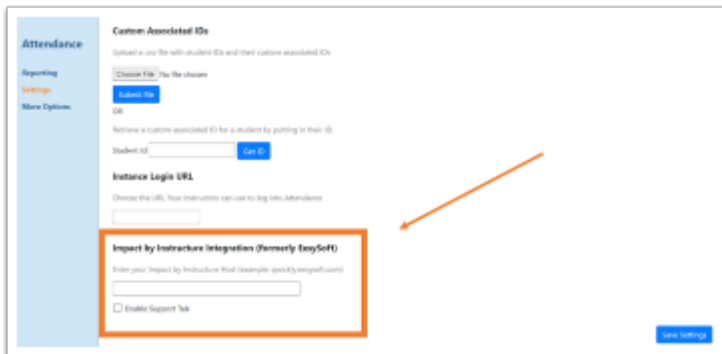 Custom Associated IDs
Attendance
Upload a .csv file with student IDs and their custom associated IDs.
Reporting
Choose File No file chosen
Settings
Submit File
More Options
OR
Retrieve a custom associated ID for a student by putting in their ID.
Student Id
Get ID
Instance Login URL
Choose the URL Your Instructors can use to log into Attendance
Impact by Instructure Integration (formerly EesySoft)
Enter your Impact by Instructure Host (example:
Enable Support Tab
Save Settings